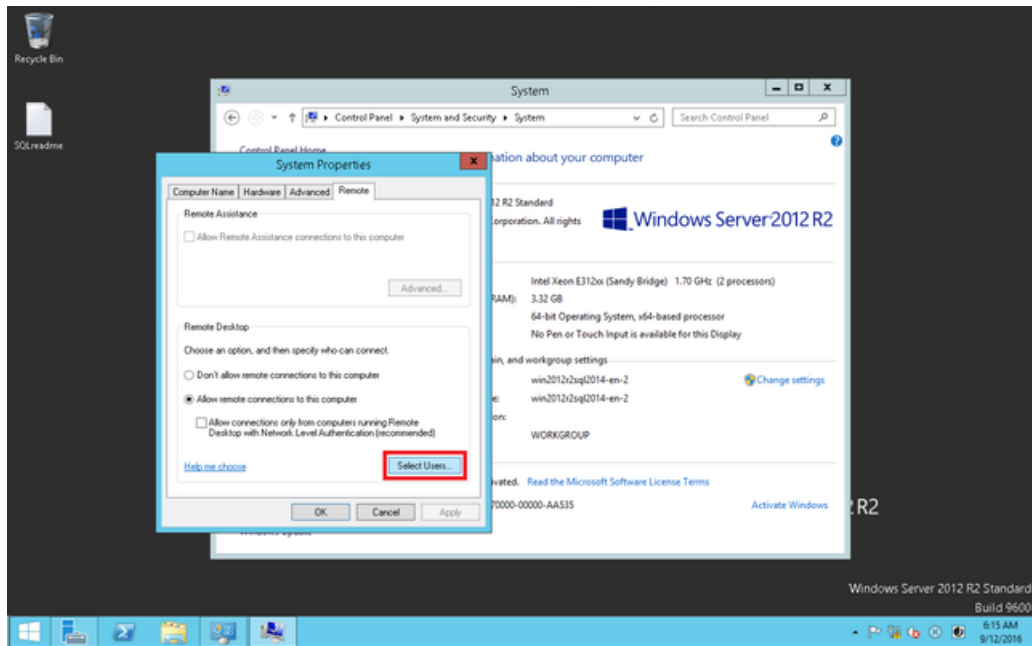 Recycle Bin
SQLreadme
System
Control Panel ▸ System and Security ▸ System
Search Control Panel
Control Panel Home
mation about your computer
System Properties
Computer Name Hardware Advanced Remote
Remote Assistance
Allow Remote Assistance connections to this computer
Advanced...
Remote Desktop
Choose an option, and then specify who can connect.
Don't allow remote connections to this computer
Allow remote connections to this computer
Allow connections only from computers running Remote
Desktop with Network Level Authentication (recommended)
Help me choose
Select Users...
OK Cancel Apply
12 R2 Standard
Corporation. All rights
Windows Server 2012 R2
Intel Xeon E312xx (Sandy Bridge) 1.70 GHz (2 processors)
RAM): 3.32 GB
64-bit Operating System, x64-based processor
No Pen or Touch Input is available for this Display
ain, and workgroup settings
win2012r2sql2014-en-2
Change settings
win2012r2sql2014-en-2
WORKGROUP
ivated. Read the Microsoft Software License Terms
70000-00000-AA535
Activate Windows
R2
Windows Server 2012 R2 Standard
Build 9600
6:15 AM
9/12/2016